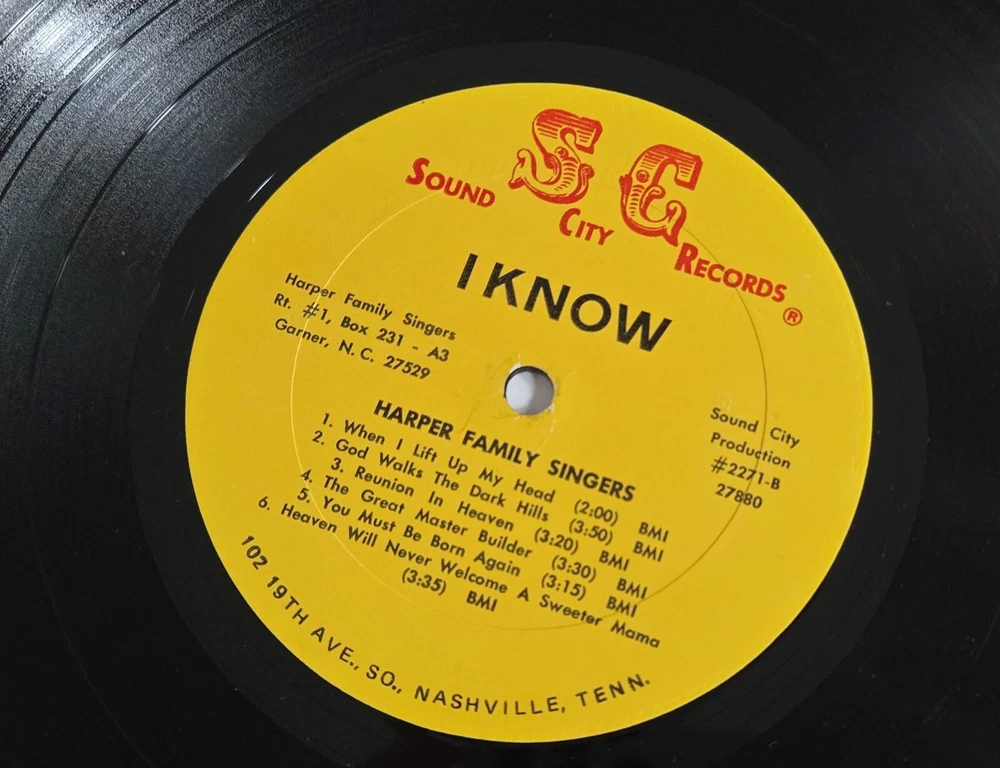 S C
SOUND CITY RECORDS ®
I KNOW
Harper Family Singers
Rt. #1, Box 231 - A3
Garner, N. C. 27529
Sound City
Production
#2271-B
27880
HARPER FAMILY SINGERS
1. When I Lift Up My Head (2:00) BMI
2. God Walks The Dark Hills (3:50) BMI
3. Reunion In Heaven (3:20) BMI
4. The Great Master Builder (3:30) BMI
5. You Must Be Born Again (3:15) BMI
6. Heaven Will Never Welcome A Sweeter Mama
(3:35) BMI
102 19TH AVE., SO., NASHVILLE, TENN.